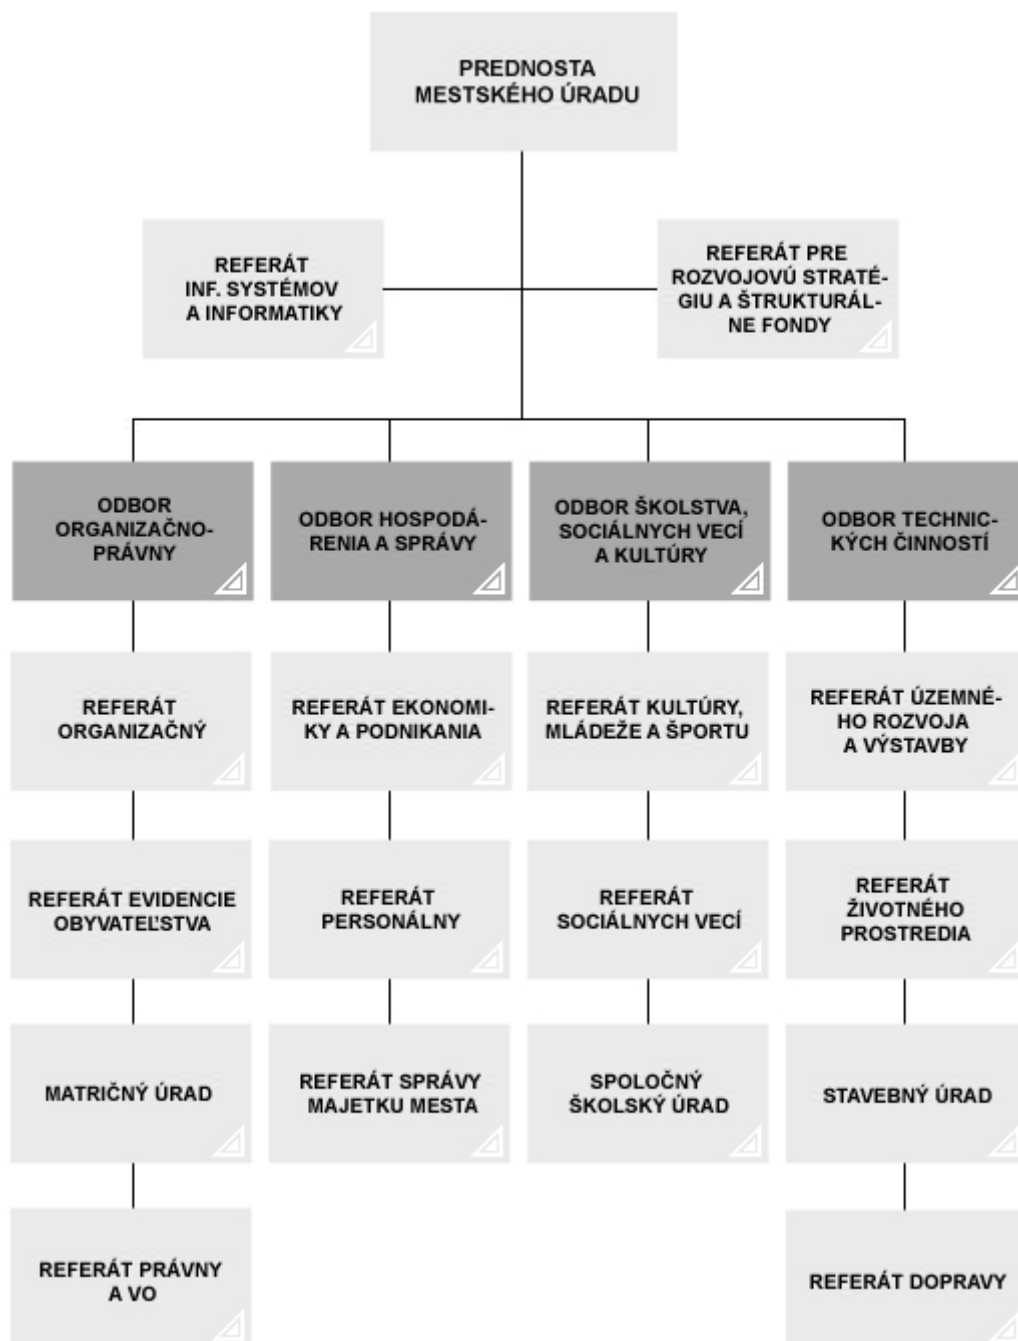 PREDNOSTA
MESTSKÉHO ÚRADU
REFERÁT
INF. SYSTÉMOV
A INFORMATIKY
REFERÁT PRE
ROZVOJOVÚ STRATÉ-
GIU A ŠTRUKTURÁL-
NE FONDY
ODBOR
ORGANIZAČNO-
PRÁVNY
ODBOR HOSPODÁ-
RENIA A SPRÁVY
ODBOR ŠKOLSTVA,
SOCIÁLNYCH VECÍ
A KULTÚRY
ODBOR TECHNIC-
KÝCH ČINNOSTÍ
REFERÁT
ORGANIZAČNÝ
REFERÁT EKONOMI-
KY A PODNIKANIA
REFERÁT KULTÚRY,
MLÁDEŽE A ŠPORTU
REFERÁT ÚZEMNÉ-
HO ROZVOJA
A VÝSTAVBY
REFERÁT EVIDENCIE
OBYVATEĽSTVA
REFERÁT
PERSONÁLNY
REFERÁT
SOCIÁLNYCH VECÍ
REFERÁT
ŽIVOTNÉHO
PROSTREDIA
MATRIČNÝ ÚRAD
REFERÁT SPRÁVY
MAJETKU MESTA
SPOLOČNÝ
ŠKOLSKÝ ÚRAD
STAVEBNÝ ÚRAD
REFERÁT PRÁVNY
A VO
REFERÁT DOPRAVY